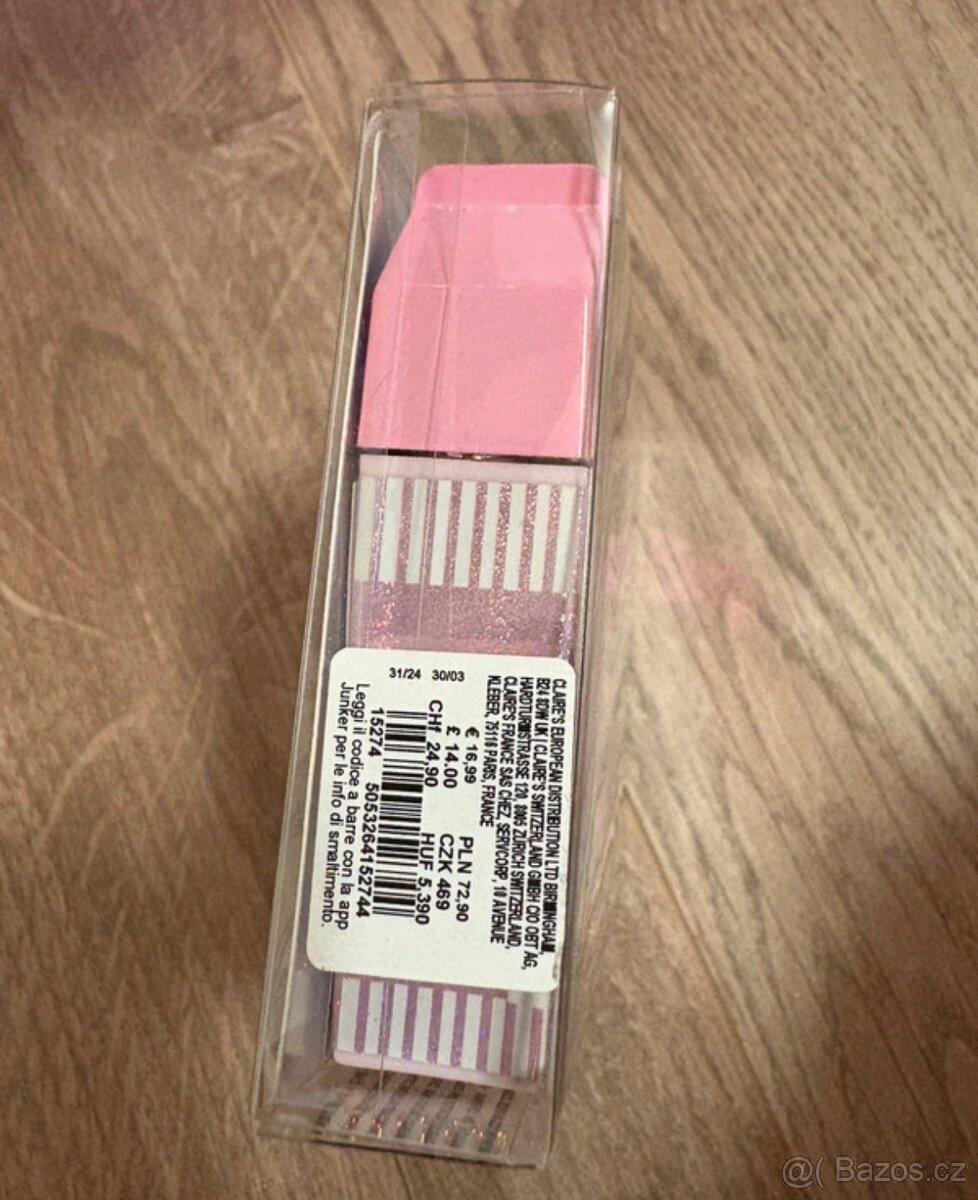 CLAIRE'S EUROPEAN DISTRIBUTION LTD BIRMINGHAM,
B24 8DW UK | CLAIRE'S SWITZERLAND GMBH C/O OBT AG,
HARDTURMSTRASSE 120, 8005 ZURICH SWITZERLAND,
CLAIRE'S FRANCE SAS CHEZ, SERVCORP, 10 AVENUE
KLEBER, 75116 PARIS, FRANCE
€ 16,99 PLN 72,90
£ 14.00 CZK 469
CHf 24,90 HUF 5.390
31/24 30/03
15274 5053264152744
Leggi il codice a barre con la app
Junker per le info di smaltimento.
@( Bazos.cz